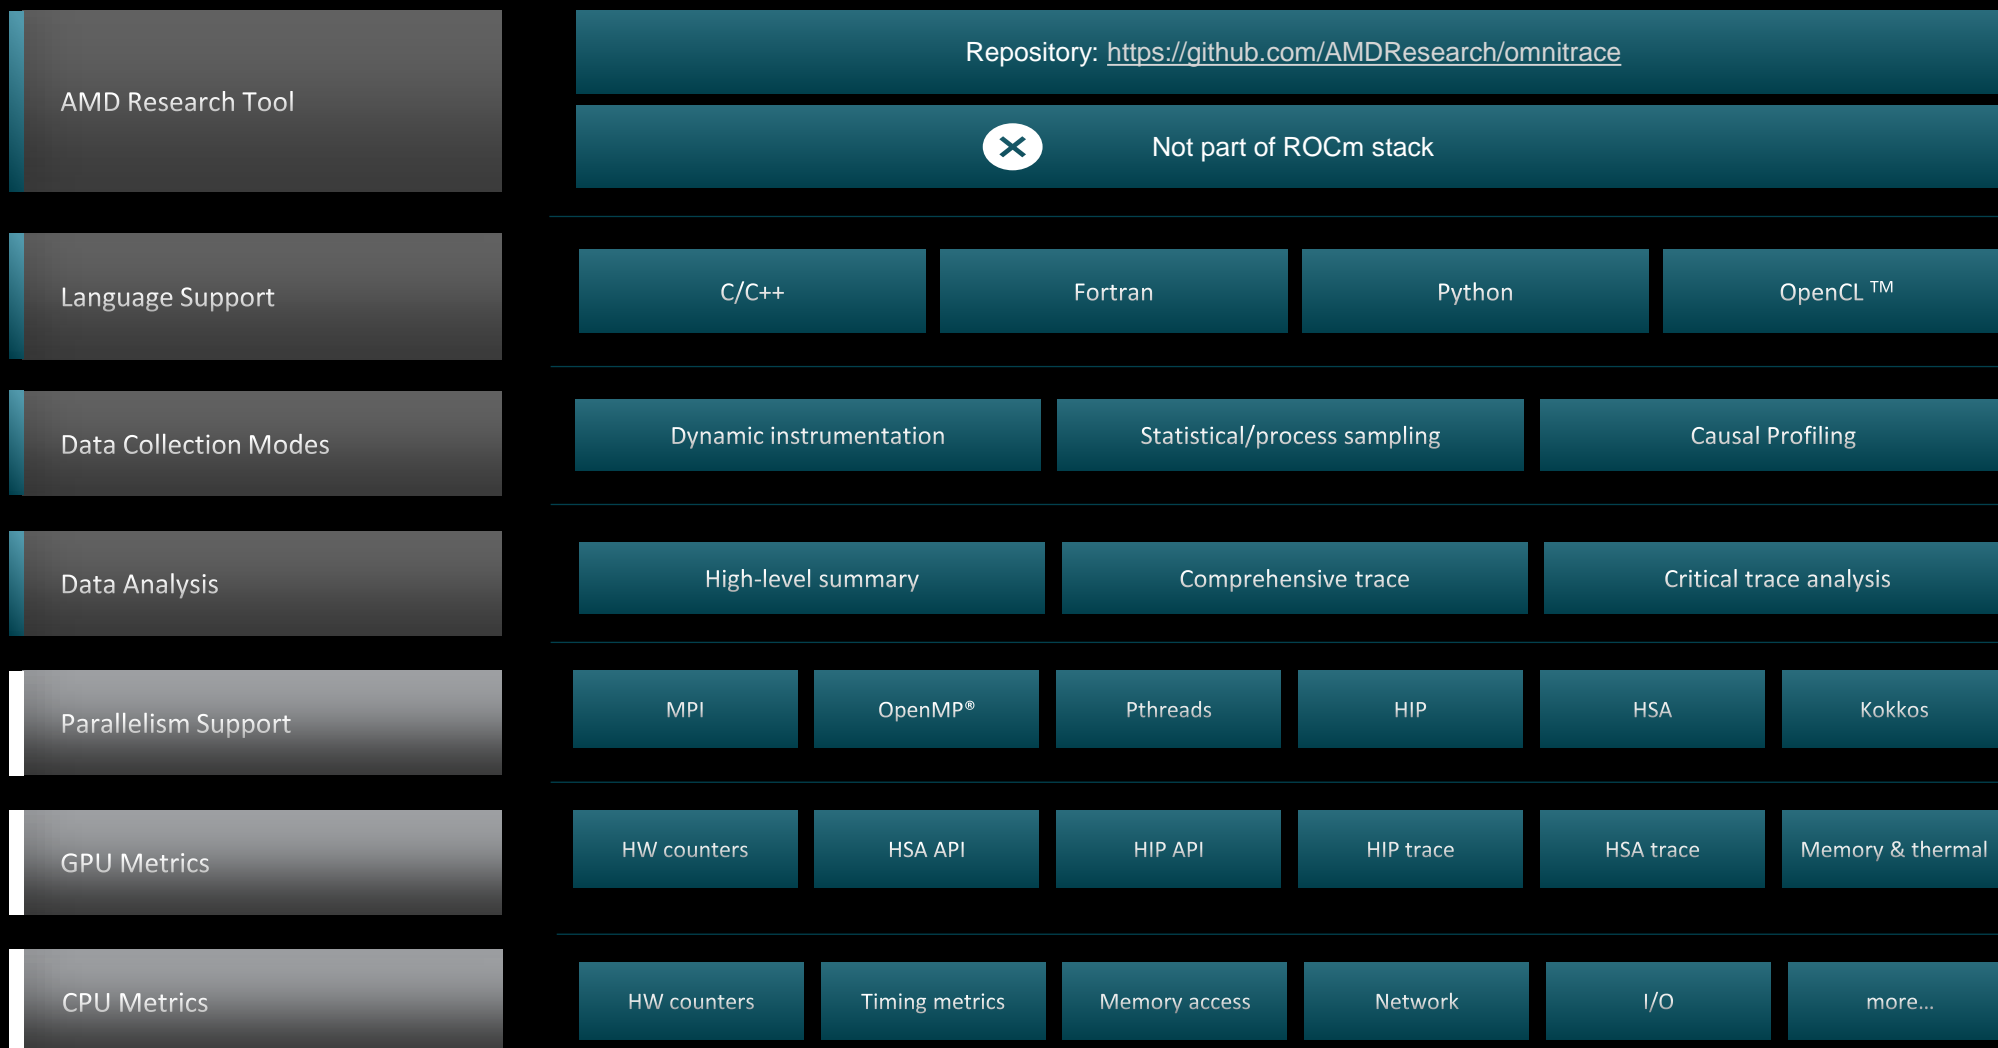 AMD Research Tool
Repository: https://github.com/AMDResearch/omnitrace
Not part of ROCm stack
Language Support
C/C++
Fortran
Python
OpenCL TM
Data Collection Modes
Dynamic instrumentation
Statistical/process sampling
Causal Profiling
Data Analysis
High-level summary
Comprehensive trace
Critical trace analysis
Parallelism Support
MPI
OpenMP®
Pthreads
HIP
HSA
Kokkos
GPU Metrics
HW counters
HSA API
HIP API
HIP trace
HSA trace
Memory & thermal
CPU Metrics
HW counters
Timing metrics
Memory access
Network
I/O
more...